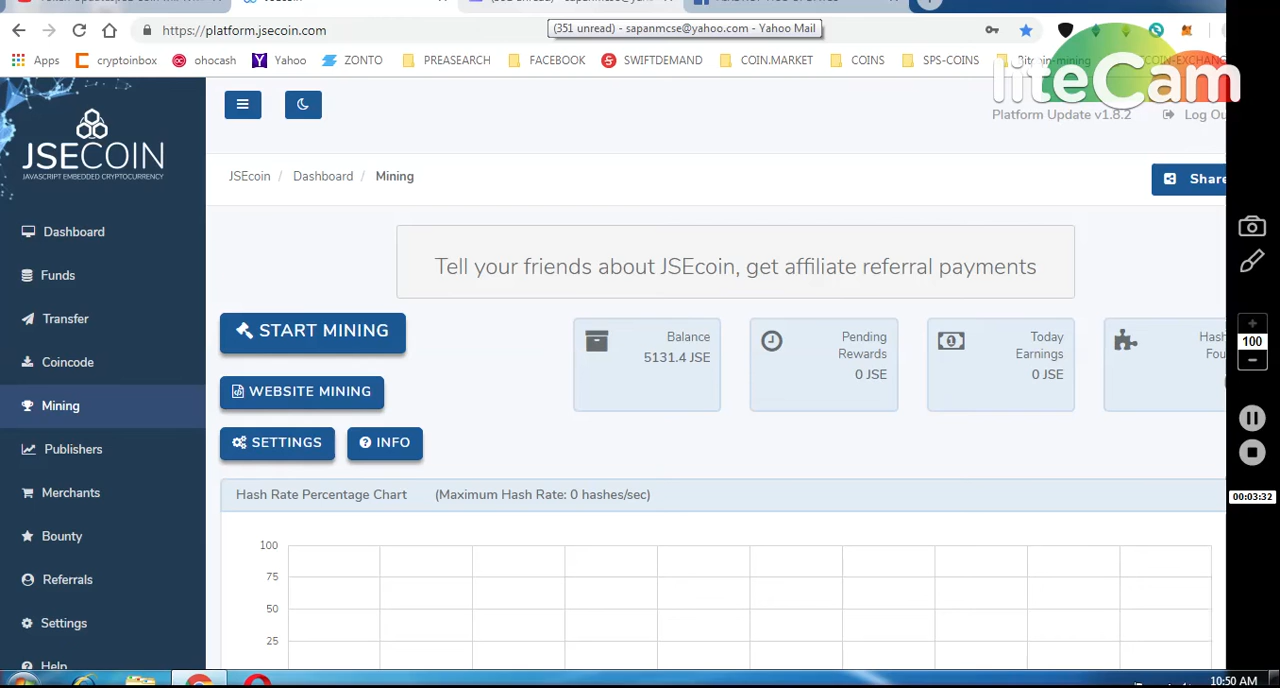 (351 unread) - sapanmcse@yahoo.com - Yahoo Mail
https://platform.jsecoin.com
Apps cryptoinbox ohocash Yahoo ZONTO PREASEARCH FACEBOOK SWIFTDEMAND COIN.MARKET COINS SPS-COINS Bitcoin-mining
liteCam
Platform Update v1.8.2 Log Ou
JSECOIN
JAVASCRIPT EMBEDDED CRYPTOCURRENCY
JSEcoin / Dashboard / Mining
Share
Dashboard
Funds
Transfer
Coincode
Mining
Publishers
Merchants
Bounty
Referrals
Settings
Help
Tell your friends about JSEcoin, get affiliate referral payments
START MINING
WEBSITE MINING
SETTINGS INFO
Balance
5131.4 JSE
Pending
Rewards
0 JSE
Today
Earnings
0 JSE
Hash
Fou
Hash Rate Percentage Chart (Maximum Hash Rate: 0 hashes/sec)
100
75
50
25
100
00:03:32
10:50 AM